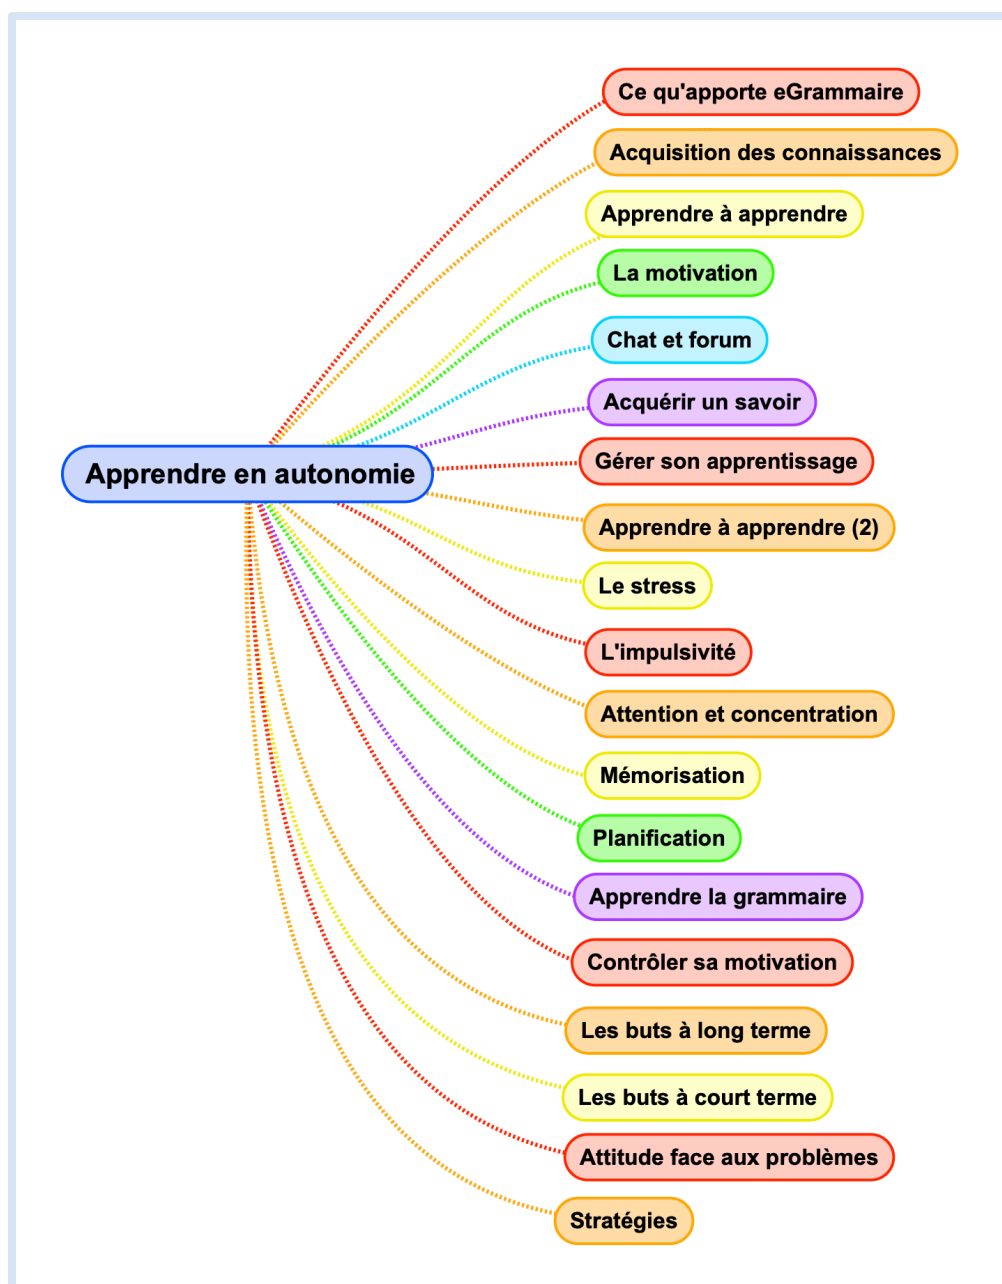 Ce qu'apporte eGrammaire
Acquisition des connaissances
Apprendre à apprendre
La motivation
Chat et forum
Acquérir un savoir
Gérer son apprentissage
Apprendre en autonomie
Apprendre à apprendre (2)
Le stress
L'impulsivité
Attention et concentration
Mémorisation
Planification
Apprendre la grammaire
Contrôler sa motivation
Les buts à long terme
Les buts à court terme
Attitude face aux problèmes
Stratégies